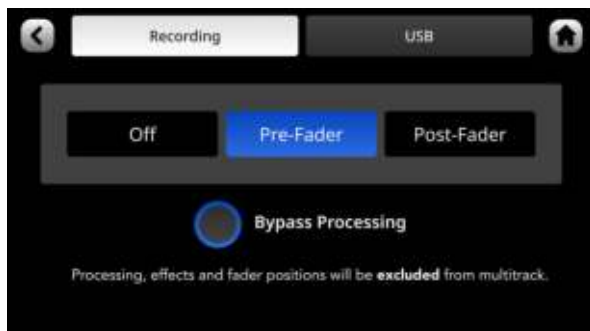 Recording USB
Off Pre-Fader Post-Fader
Bypass Processing
Processing, effects and fader positions will be excluded from multitrack.